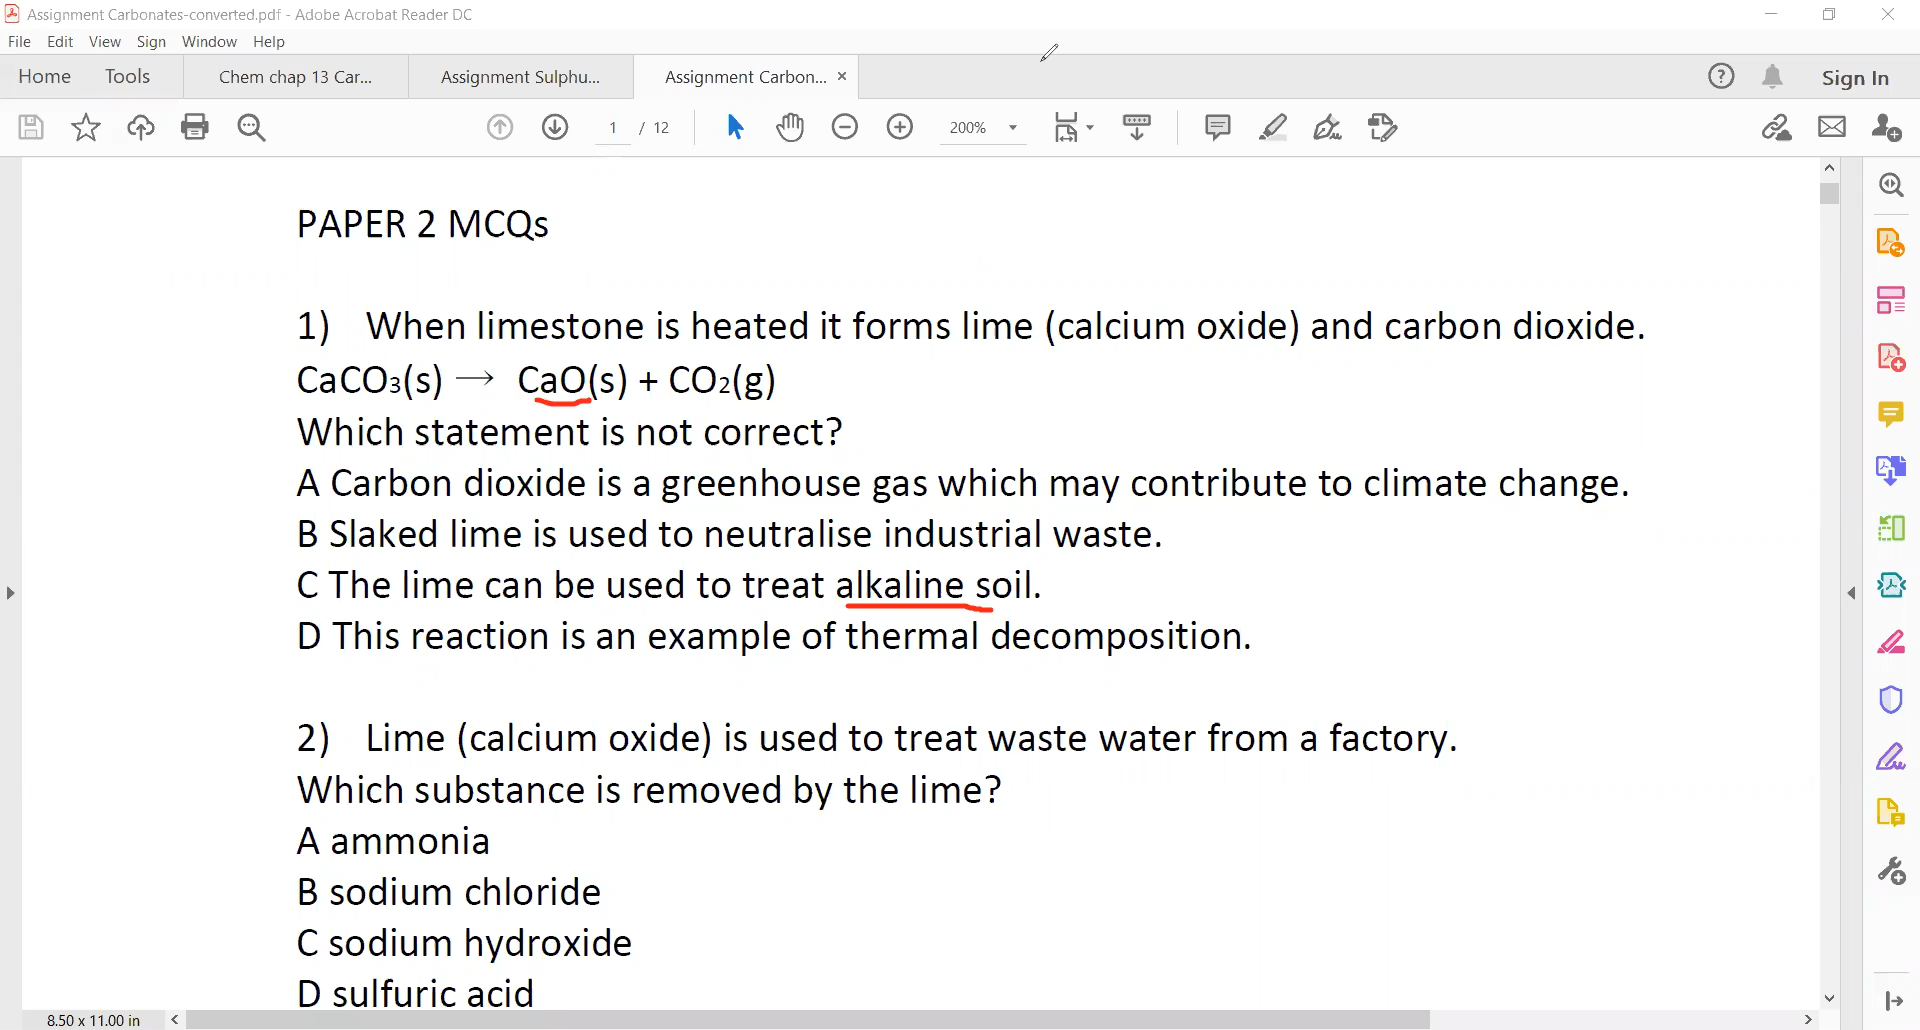 Assignment Carbonates-converted.pdf - Adobe Acrobat Reader DC
File Edit View Sign Window Help
Home Tools Chem chap 13 Car... Assignment Sulphu... Assignment Carbon... × ? Sign In
1 / 12 200%
PAPER 2 MCQs
1) When limestone is heated it forms lime (calcium oxide) and carbon dioxide.
CaCO3(s) → CaO(s) + CO2(g)
Which statement is not correct?
A Carbon dioxide is a greenhouse gas which may contribute to climate change.
B Slaked lime is used to neutralise industrial waste.
C The lime can be used to treat alkaline soil.
D This reaction is an example of thermal decomposition.
2) Lime (calcium oxide) is used to treat waste water from a factory.
Which substance is removed by the lime?
A ammonia
B sodium chloride
C sodium hydroxide
D sulfuric acid
8.50 x 11.00 in